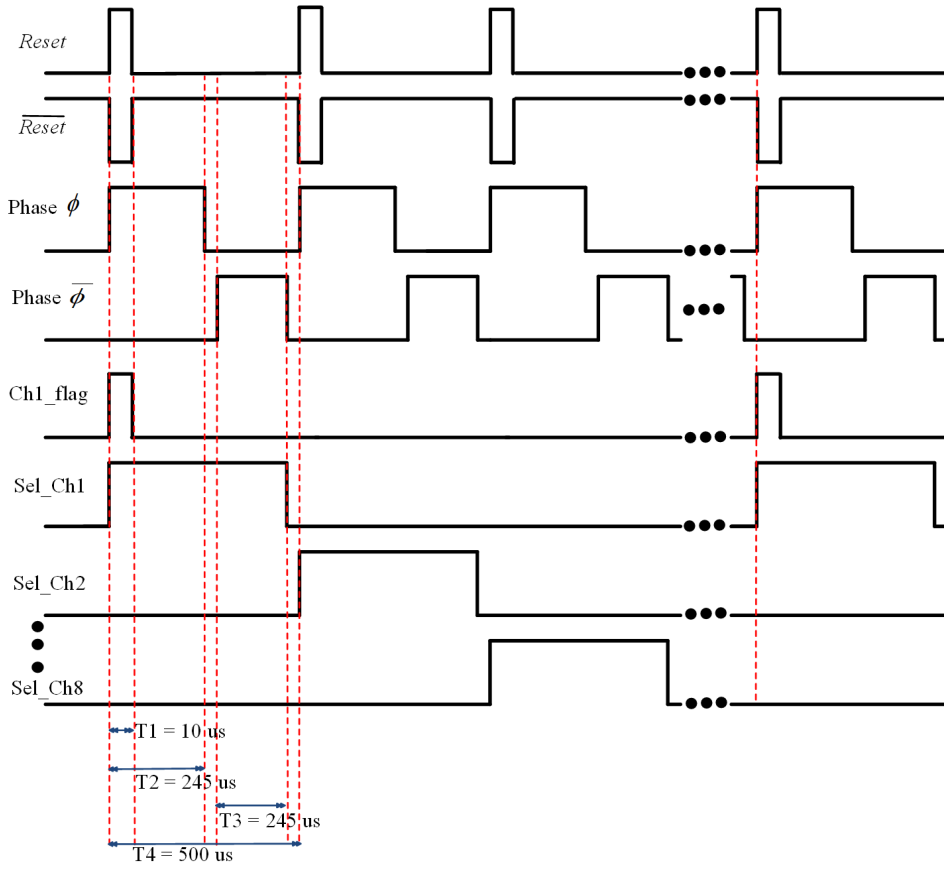 Reset
Reset
Phase ϕ
Phase ϕ
Ch1_flag
Sel_Ch1
Sel_Ch2
Sel_Ch8
T1 = 10 us
T2 = 245 us
T3 = 245 us
T4 = 500 us